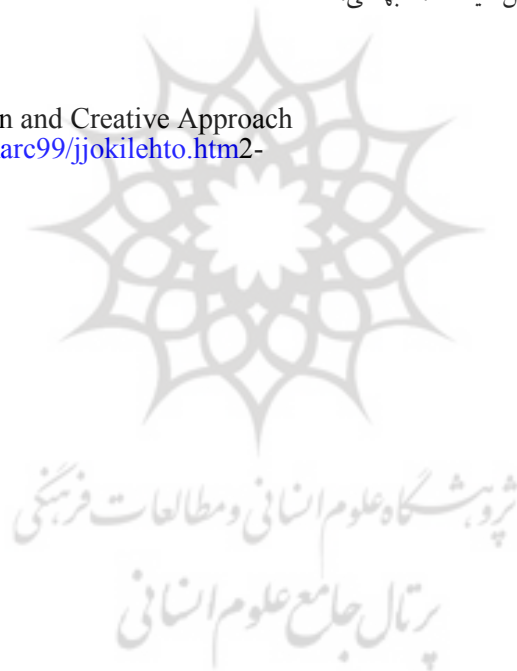 n and Creative Approach
arc99/jjokilehto.htm2-
پژوهشگاه علوم انسانی و مطالعات فرهنگی
پرتال جامع علوم انسانی